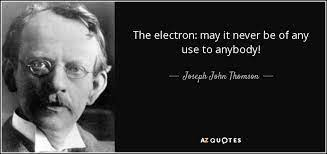 The electron: may it never be of any
use to anybody!
— Joseph John Thomson —
AZ QUOTES